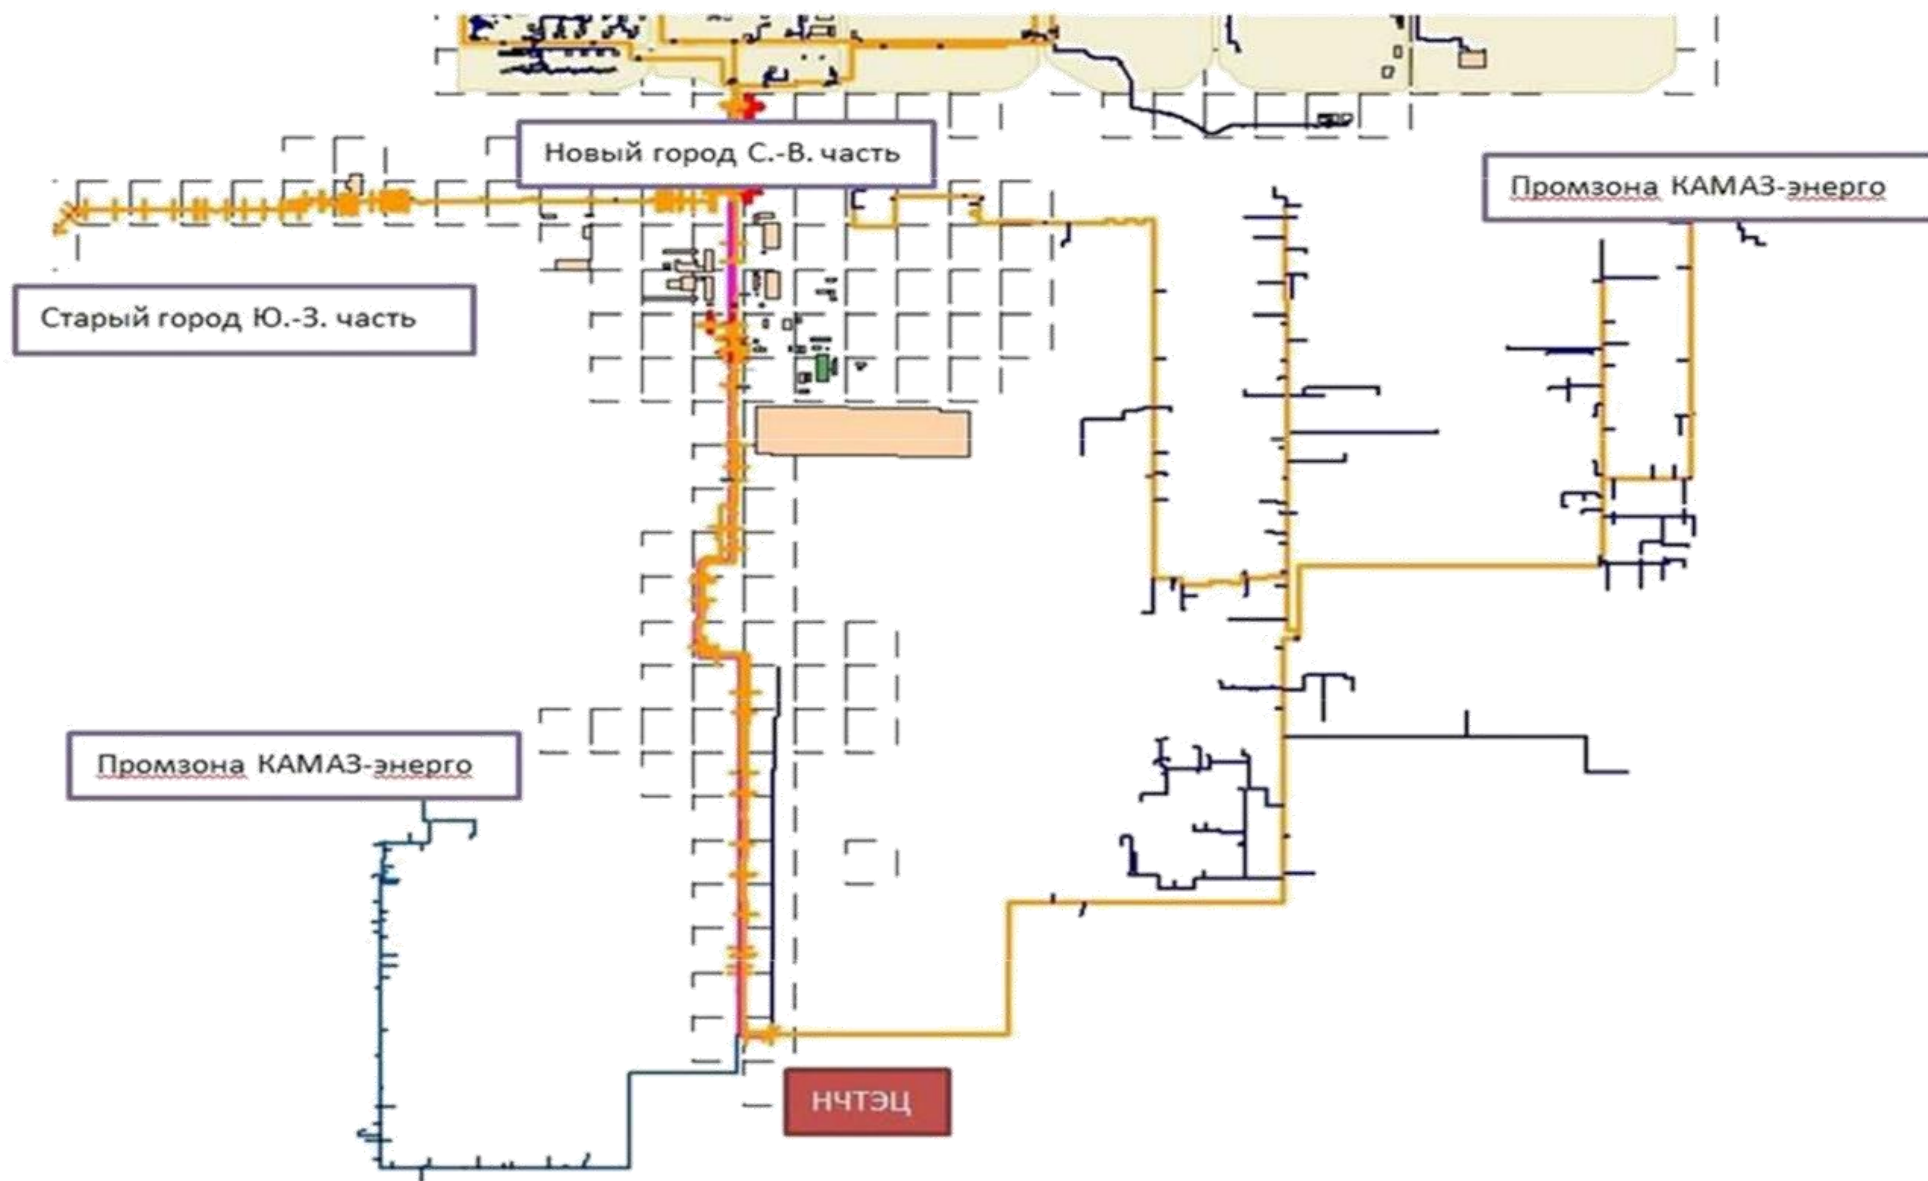 Новый город С.-В. часть
Промзона КАМАЗ-энерго
Старый город Ю.-З. часть
Промзона КАМАЗ-энерго
НЧТЭЦ